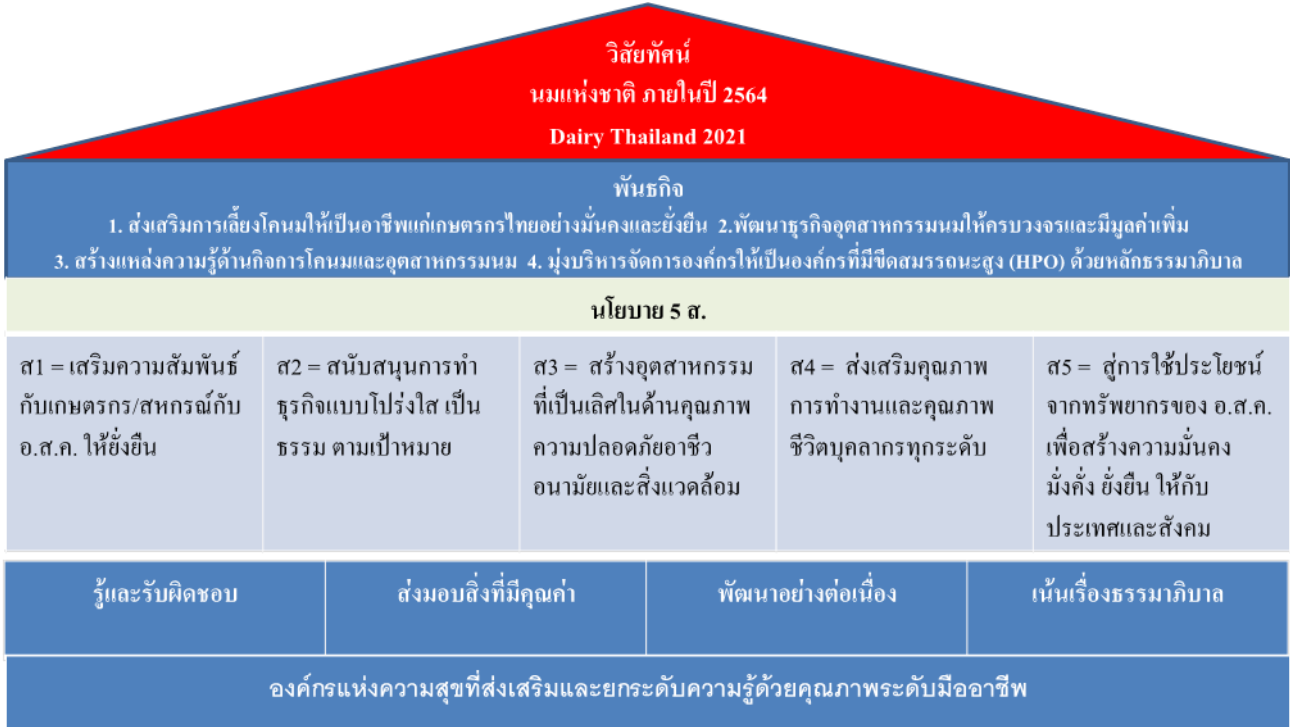 วิสัยทัศน์
นมแห่งชาติ ภายในปี 2564
Dairy Thailand 2021
พันธกิจ
1. ส่งเสริมการเลี้ยงโคนมให้เป็นอาชีพแก่เกษตรกรไทยอย่างมั่นคงและยั่งยืน 2.พัฒนาธุรกิจอุตสาหกรรมนมให้ครบวงจรและมีมูลค่าเพิ่ม
3. สร้างแหล่งความรู้ด้านกิจการโคนมและอุตสาหกรรมนม 4. มุ่งบริหารจัดการองค์กรให้เป็นองค์กรที่มีขีดสมรรถนะสูง (HPO) ด้วยหลักธรรมาภิบาล
นโยบาย 5 ส.
ส1 = เสริมความสัมพันธ์
กับเกษตรกร/สหกรณ์กับ
อ.ส.ค. ให้ยั่งยืน
ส2 = สนับสนุนการทำ
ธุรกิจแบบโปร่งใส เป็น
ธรรม ตามเป้าหมาย
ส3 = สร้างอุตสาหกรรม
ที่เป็นเลิศในด้านคุณภาพ
ความปลอดภัยอาชีว
อนามัยและสิ่งแวดล้อม
ส4 = ส่งเสริมคุณภาพ
การทำงานและคุณภาพ
ชีวิตบุคลากรทุกระดับ
ส5 = สู่การใช้ประโยชน์
จากทรัพยากรของ อ.ส.ค.
เพื่อสร้างความมั่นคง
มั่งคั่ง ยั่งยืน ให้กับ
ประเทศและสังคม
รู้และรับผิดชอบ
ส่งมอบสิ่งที่มีคุณค่า
พัฒนาอย่างต่อเนื่อง
เน้นเรื่องธรรมาภิบาล
องค์กรแห่งความสุขที่ส่งเสริมและยกระดับความรู้ด้วยคุณภาพระดับมืออาชีพ